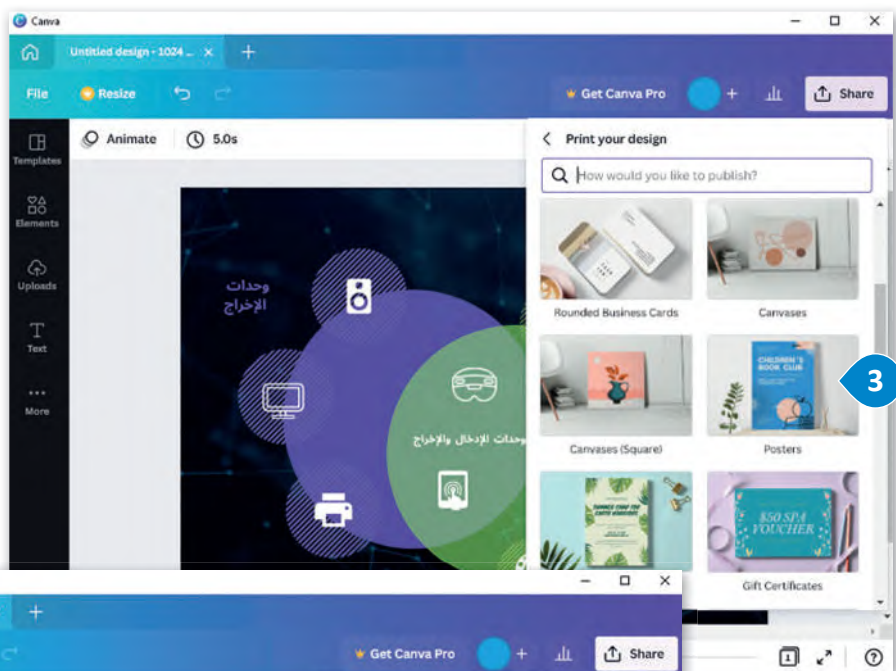 Canva
Untitled design - 1024 ...
File
Resize
Get Canva Pro
Share
Templates
Elements
Uploads
Text
More
Animate
5.0s
وحدات
الإخراج
وحدات الإدخال والإخراج
Print your design
How would you like to publish?
Rounded Business Cards
Canvases
CHILDREN'S
BOOK CLUB
3
Canvases (Square)
Posters
$50 SPA
VOUCHER
Gift Certificates
Get Canva Pro
Share
1
?